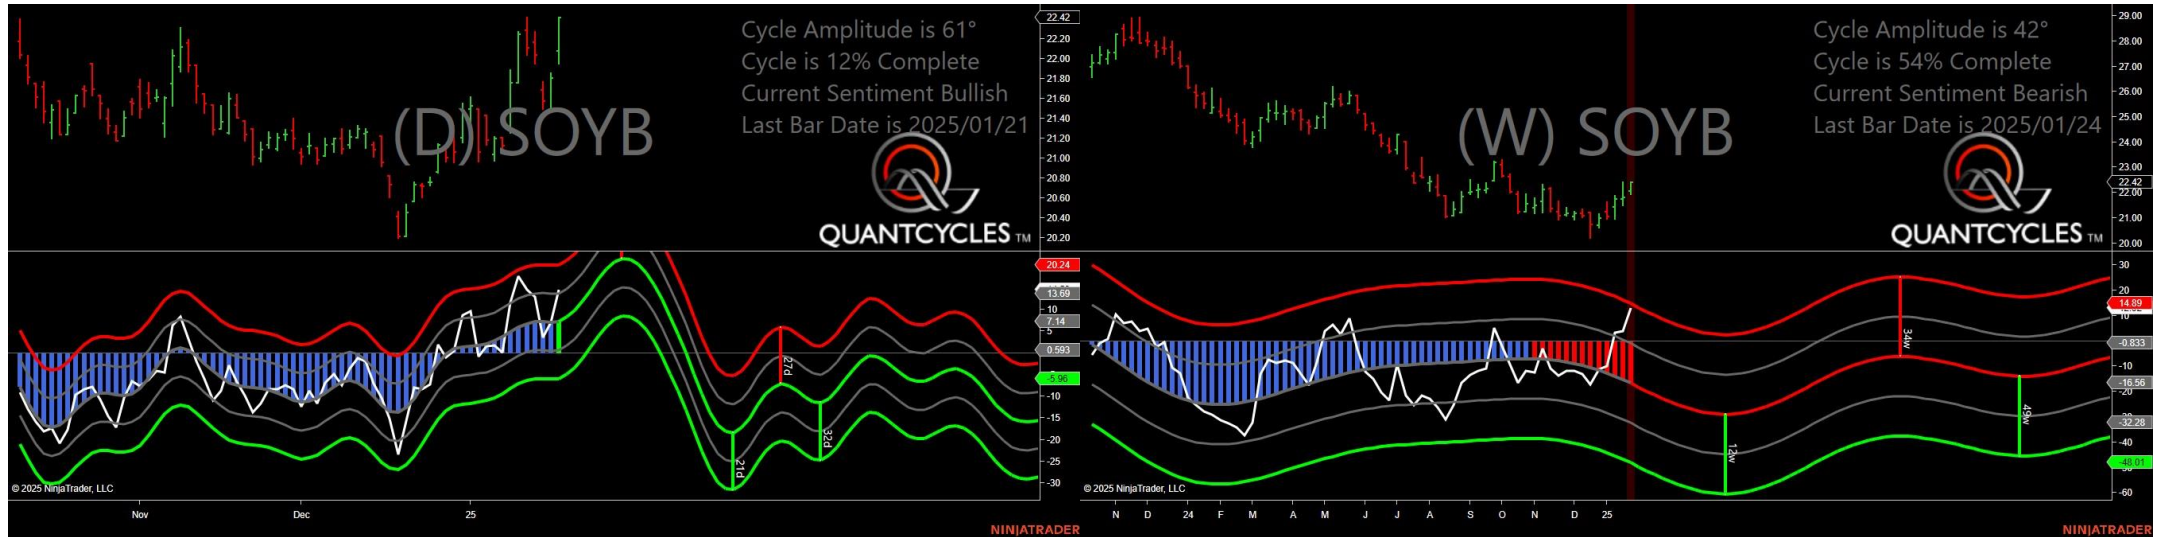 Cycle Amplitude is 61°
Cycle is 12% Complete
Current Sentiment Bullish
Last Bar Date is 2025/01/21
(D) SOYB
QUANTCYCLES TM
22.42
22.20
22.00
21.80
21.60
21.40
21.20
21.00
20.80
20.60
20.40
20.20
20.24
13.69
10
7.14
5
0.593
-5.96
-10
-15
-20
-25
-30
21d
27d
32d
© 2025 NinjaTrader, LLC
Nov
Dec
25
NINJATRADER
Cycle Amplitude is 42°
Cycle is 54% Complete
Current Sentiment Bearish
Last Bar Date is 2025/01/24
(W) SOYB
QUANTCYCLES TM
29.00
28.00
27.00
26.00
25.00
24.00
23.00
22.42
22.00
21.00
20.00
30
20
14.89
10
-0.833
-10
-16.56
-20
-32.28
-40
-48.01
-60
12w
34w
49w
© 2025 NinjaTrader, LLC
N D 24 F M A M J J A S O N D 25
NINJATRADER